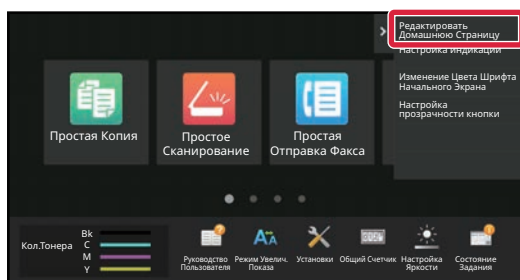 Редактировать
Домашнюю Страницу
Настройка индикации
Изменение Цвета Шрифта
Начального Экрана
Настройка
прозрачности кнопки
Простая Копия
Простое
Сканирование
Простая
Отправка Факса
Кол.Тонера
Bk
C
M
Y
Руководство
Пользователя
Режим Увелич.
Показа
Установки
Общий Счетчик
Настройка
Яркости
Состояние
Задания